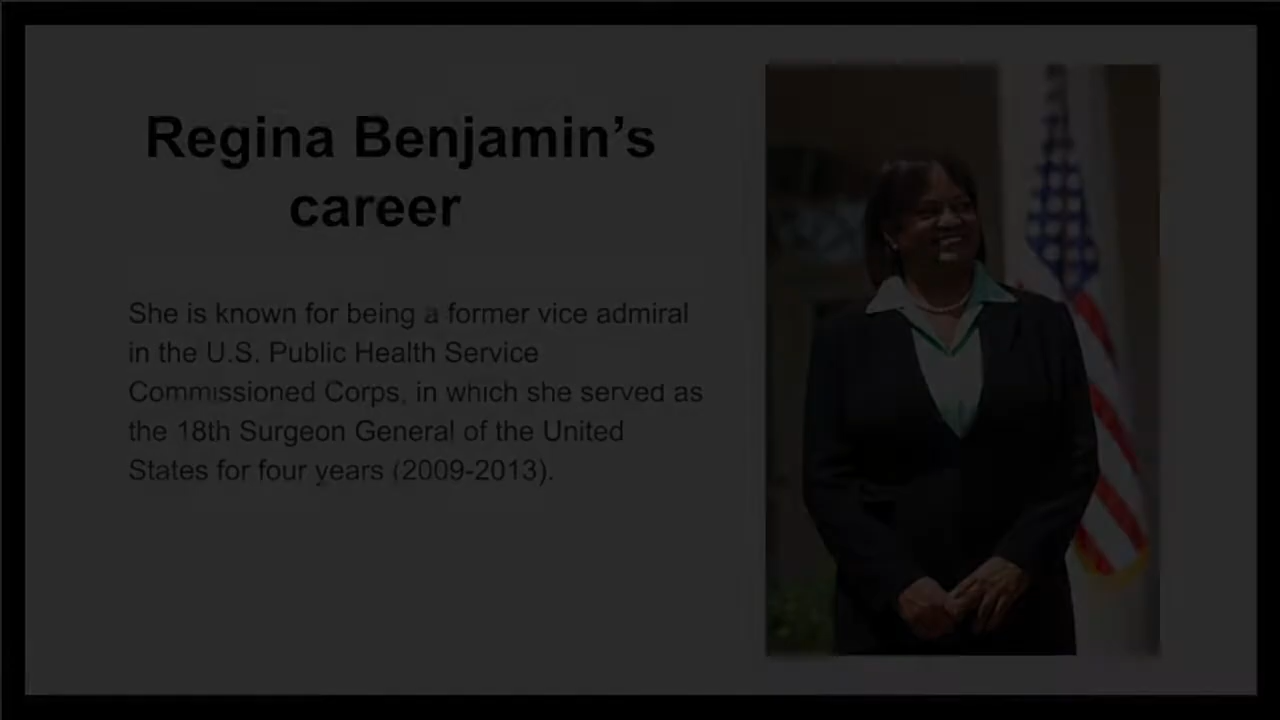 Regina Benjamin’s
career
She is known for being a former vice admiral
in the U.S. Public Health Service
Commissioned Corps, in which she served as
the 18th Surgeon General of the United
States for four years (2009-2013).